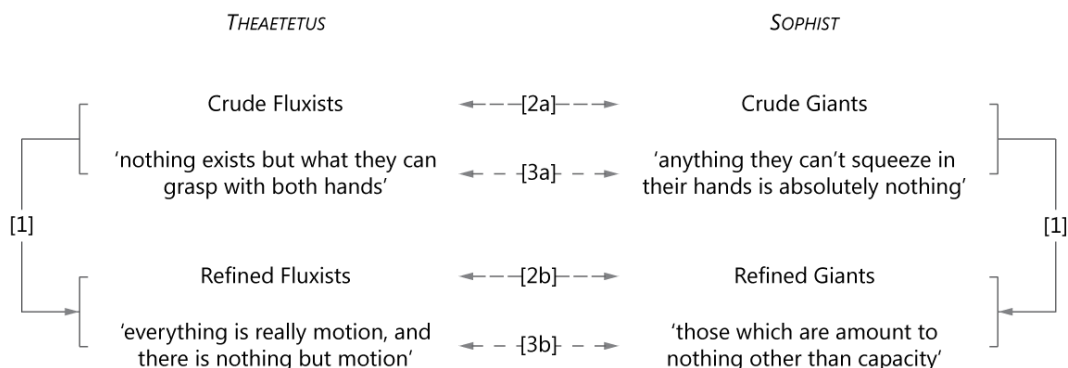 THEAETETUS SOPHIST
Crude Fluxists [2a] Crude Giants
‘nothing exists but what they can [3a] ‘anything they can’t squeeze in
grasp with both hands’ their hands is absolutely nothing’
[1] [1]
Refined Fluxists [2b] Refined Giants
‘everything is really motion, and [3b] ‘those which are amount to
there is nothing but motion’ nothing other than capacity’